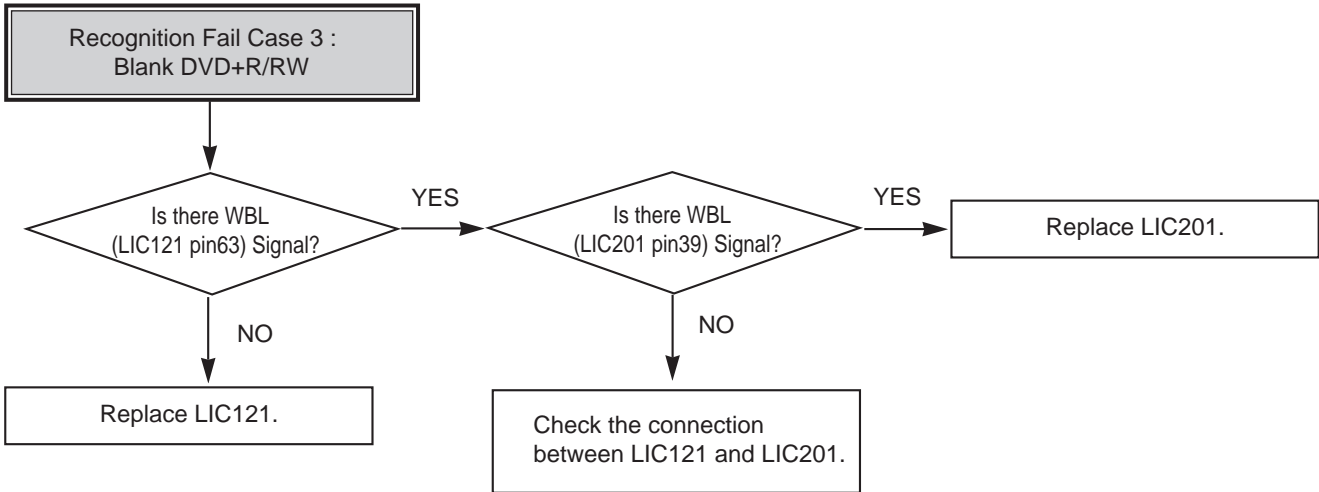 Recognition Fail Case 3 :
Blank DVD+R/RW
Is there WBL
(LIC121 pin63) Signal?
YES
Is there WBL
(LIC201 pin39) Signal?
YES
Replace LIC201.
NO
Replace LIC121.
NO
Check the connection
between LIC121 and LIC201.